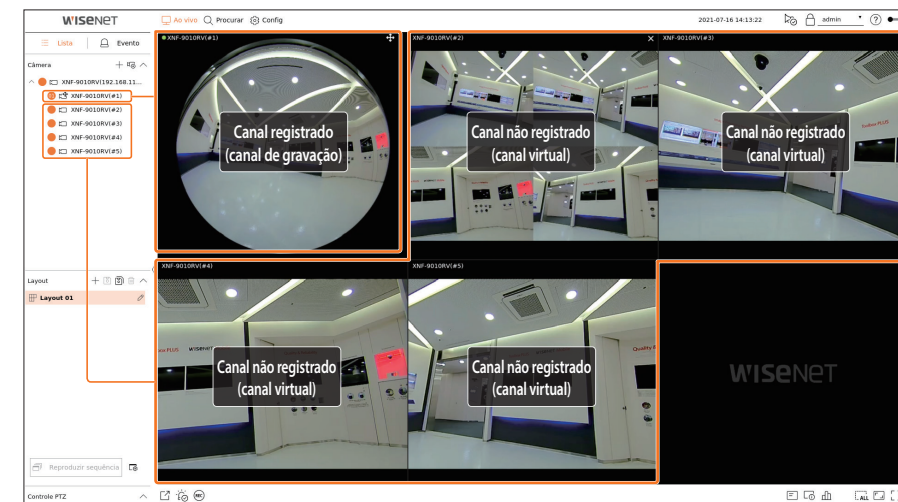 WISENET
Ao vivo
Procurar
Config
2021-07-16 14:13:22
admin
Lista
Evento
Câmera
XNF-9010RV(192.168.11...
XNF-9010RV(#1)
XNF-9010RV(#2)
XNF-9010RV(#3)
XNF-9010RV(#4)
XNF-9010RV(#5)
Layout
Layout 01
Reproduzir sequência
Controle PTZ
XNF-9010RV(#1)
Canal registrado
(canal de gravação)
XNF-9010RV(#2)
Canal não registrado
(canal virtual)
XNF-9010RV(#3)
Canal não registrado
(canal virtual)
XNF-9010RV(#4)
Canal não registrado
(canal virtual)
XNF-9010RV(#5)
Canal não registrado
(canal virtual)
WISENET
REC
ALL